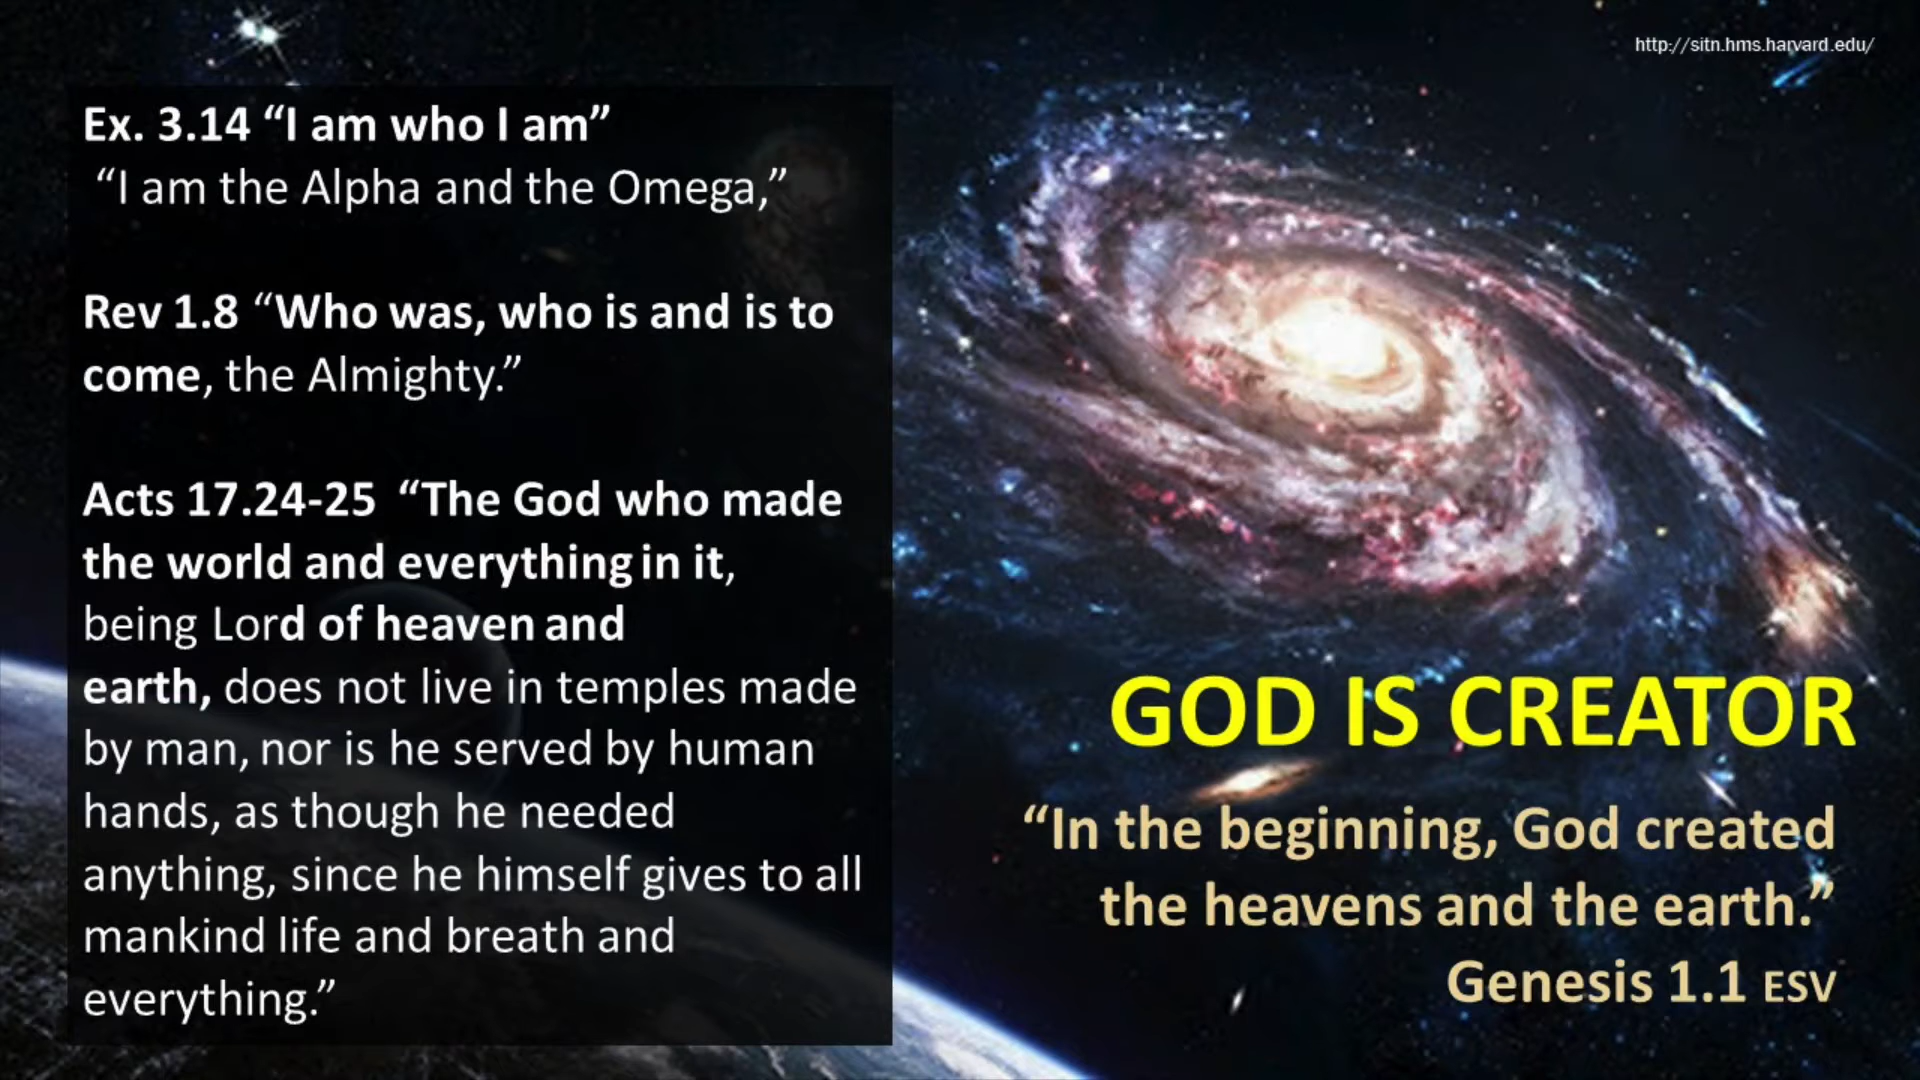 http://sitn.hms.harvard.edu/
Ex. 3.14 “I am who I am”
“I am the Alpha and the Omega,”
Rev 1.8 “Who was, who is and is to
come, the Almighty.”
Acts 17.24-25 “The God who made
the world and everything in it,
being Lord of heaven and
earth, does not live in temples made
by man, nor is he served by human
hands, as though he needed
anything, since he himself gives to all
mankind life and breath and
everything.”
GOD IS CREATOR
“In the beginning, God created
the heavens and the earth.”
Genesis 1.1 ESV